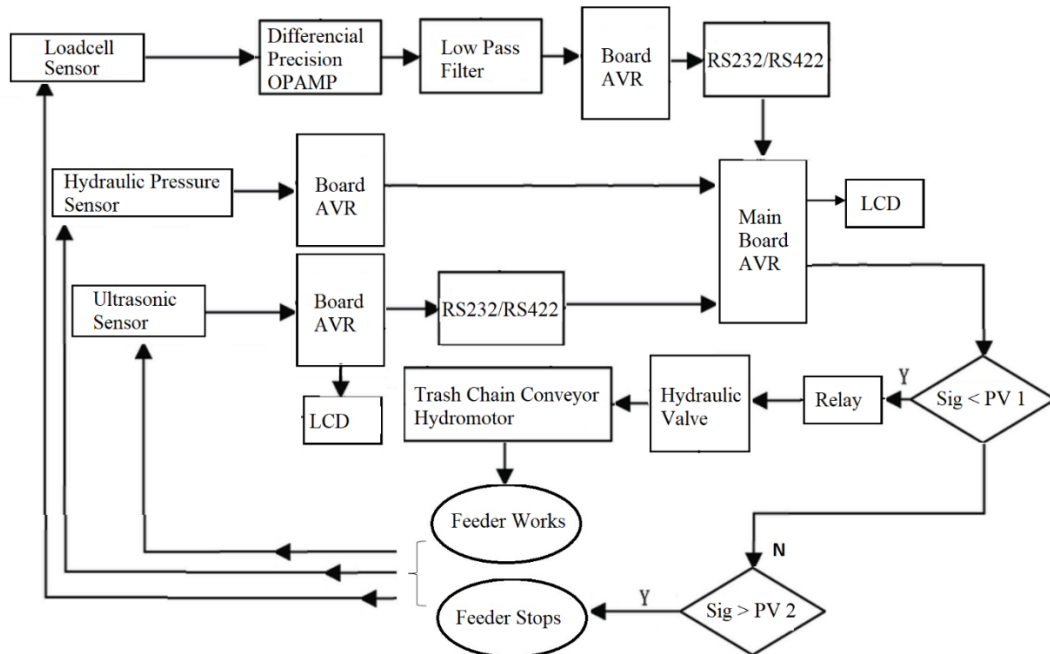 Loadcell
Sensor
Differencial
Precision
OPAMP
Low Pass
Filter
Board
AVR
RS232/RS422
Hydraulic Pressure
Sensor
Board
AVR
Main
Board
AVR
LCD
Ultrasonic
Sensor
Board
AVR
RS232/RS422
LCD
Trash Chain Conveyor
Hydromotor
Hydraulic
Valve
Relay
Y
Sig < PV 1
Feeder Works
N
Feeder Stops
Y
Sig > PV 2